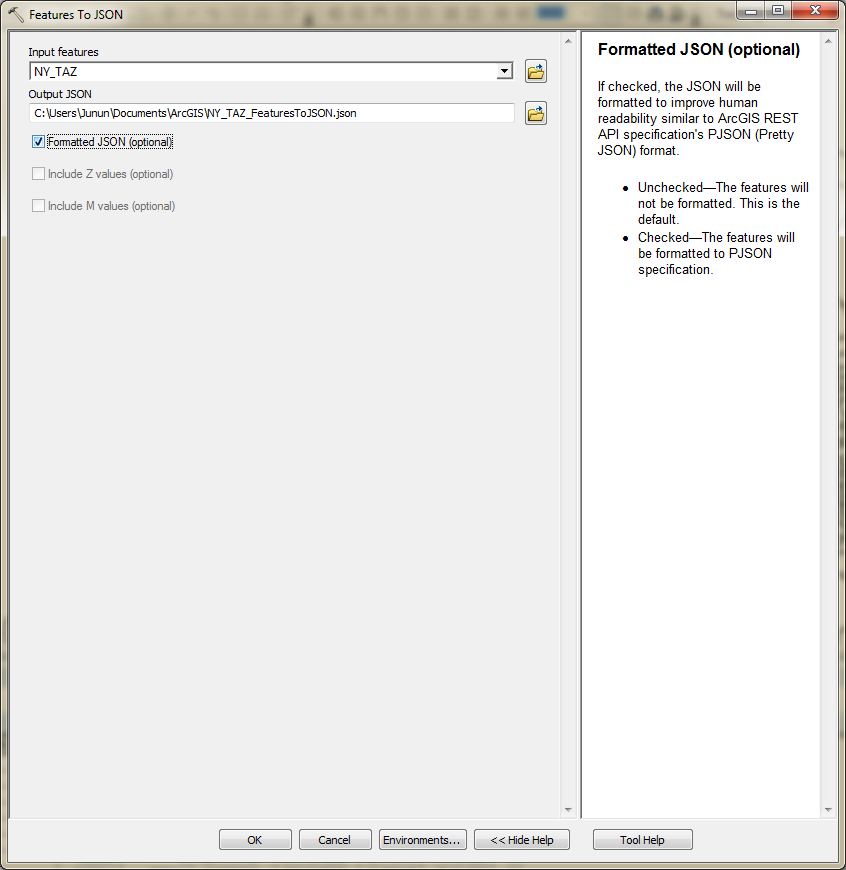 Features To JSON
Input features
NY_TAZ
Output JSON
C:\Users\Junun\Documents\ArcGIS\NY_TAZ_FeaturesToJSON.json
Formatted JSON (optional)
Include Z values (optional)
Include M values (optional)
Formatted JSON (optional)
If checked, the JSON will be
formatted to improve human
readability similar to ArcGIS REST
API specification's PJSON (Pretty
JSON) format.
• Unchecked—The features will
not be formatted. This is the
default.
• Checked—The features will
be formatted to PJSON
specification.
OK
Cancel
Environments...
<< Hide Help
Tool Help